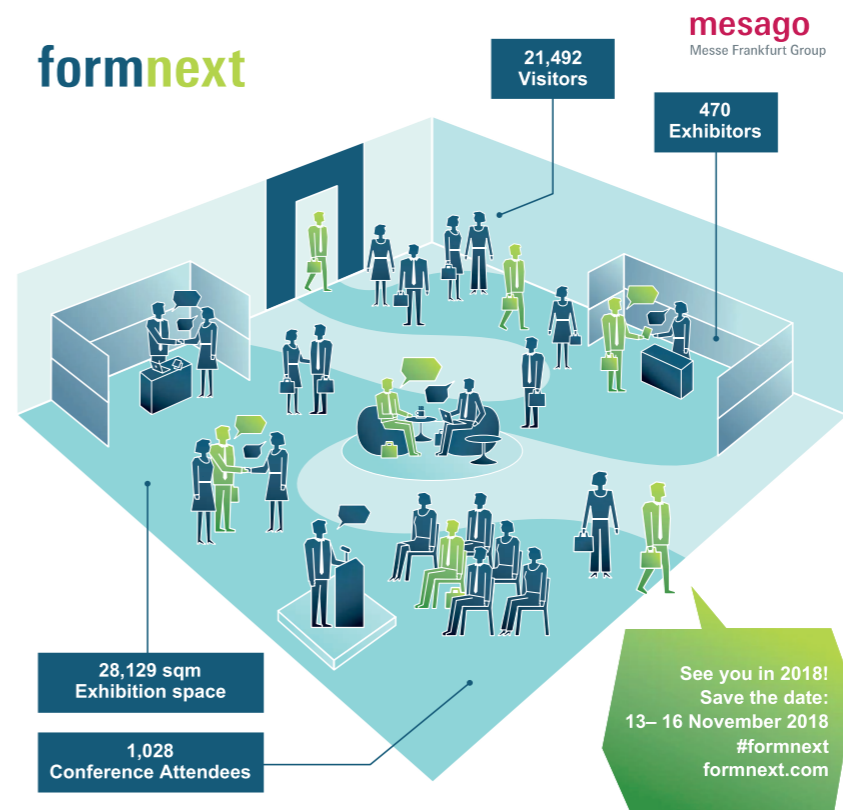 formnext
mesago
Messe Frankfurt Group
21,492
Visitors
470
Exhibitors
28,129 sqm
Exhibition space
1,028
Conference Attendees
See you in 2018!
Save the date:
13– 16 November 2018
#formnext
formnext.com